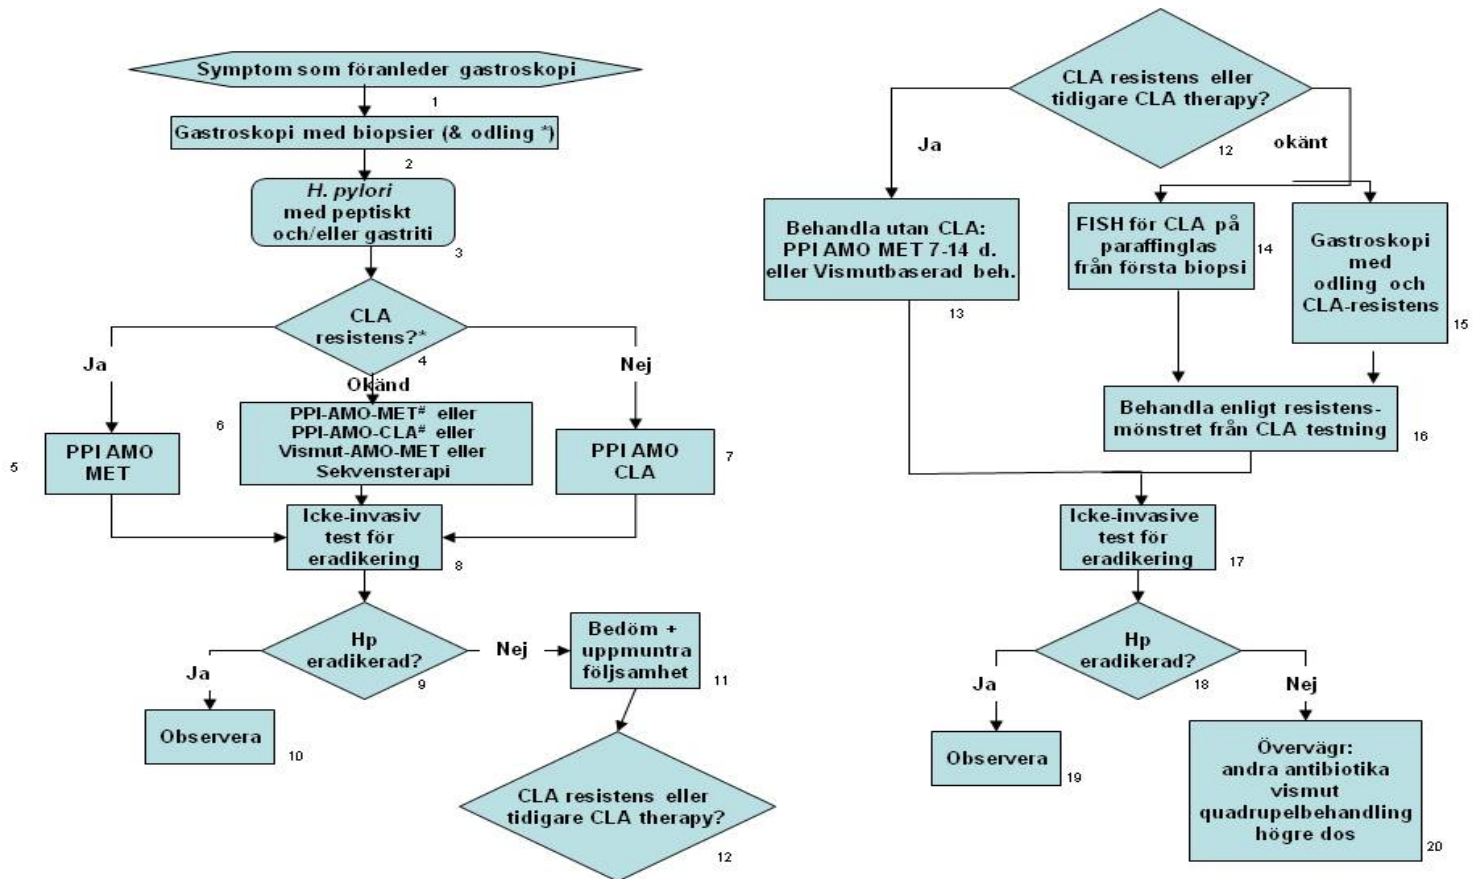 Symptom som föranleder gastroskopi
1
Gastroskopi med biopsier (& odling *)
2
H. pylori
med peptiskt
och/eller gastriti
3
CLA
resistens?*
4
Ja
Okänd
Nej
PPI AMO
MET
5
PPI-AMO-MET# eller
PPI-AMO-CLA# eller
Vismut-AMO-MET eller
Sekvensterapi
6
PPI AMO
CLA
7
Icke-invasiv
test för
eradikering
8
Hp
eradikerad?
9
Ja
Nej
Observera
10
Bedöm +
uppmuntra
följsamhet
11
CLA resistens eller
tidigare CLA therapy?
12
CLA resistens eller
tidigare CLA therapy?
12
Ja
okänt
Behandla utan CLA:
PPI AMO MET 7-14 d.
eller Vismutbaserad beh.
13
FISH för CLA på
paraffinglas
från första biopsi
14
Gastroskopi
med
odling och
CLA-resistens
15
Behandla enligt resistens-
mönstret från CLA testning
16
Icke-invasive
test för
eradikering
17
Hp
eradikerad?
18
Ja
Nej
Observera
19
Övervägr:
andra antibiotika
vismut
quadrupelbehandling
högre dos
20